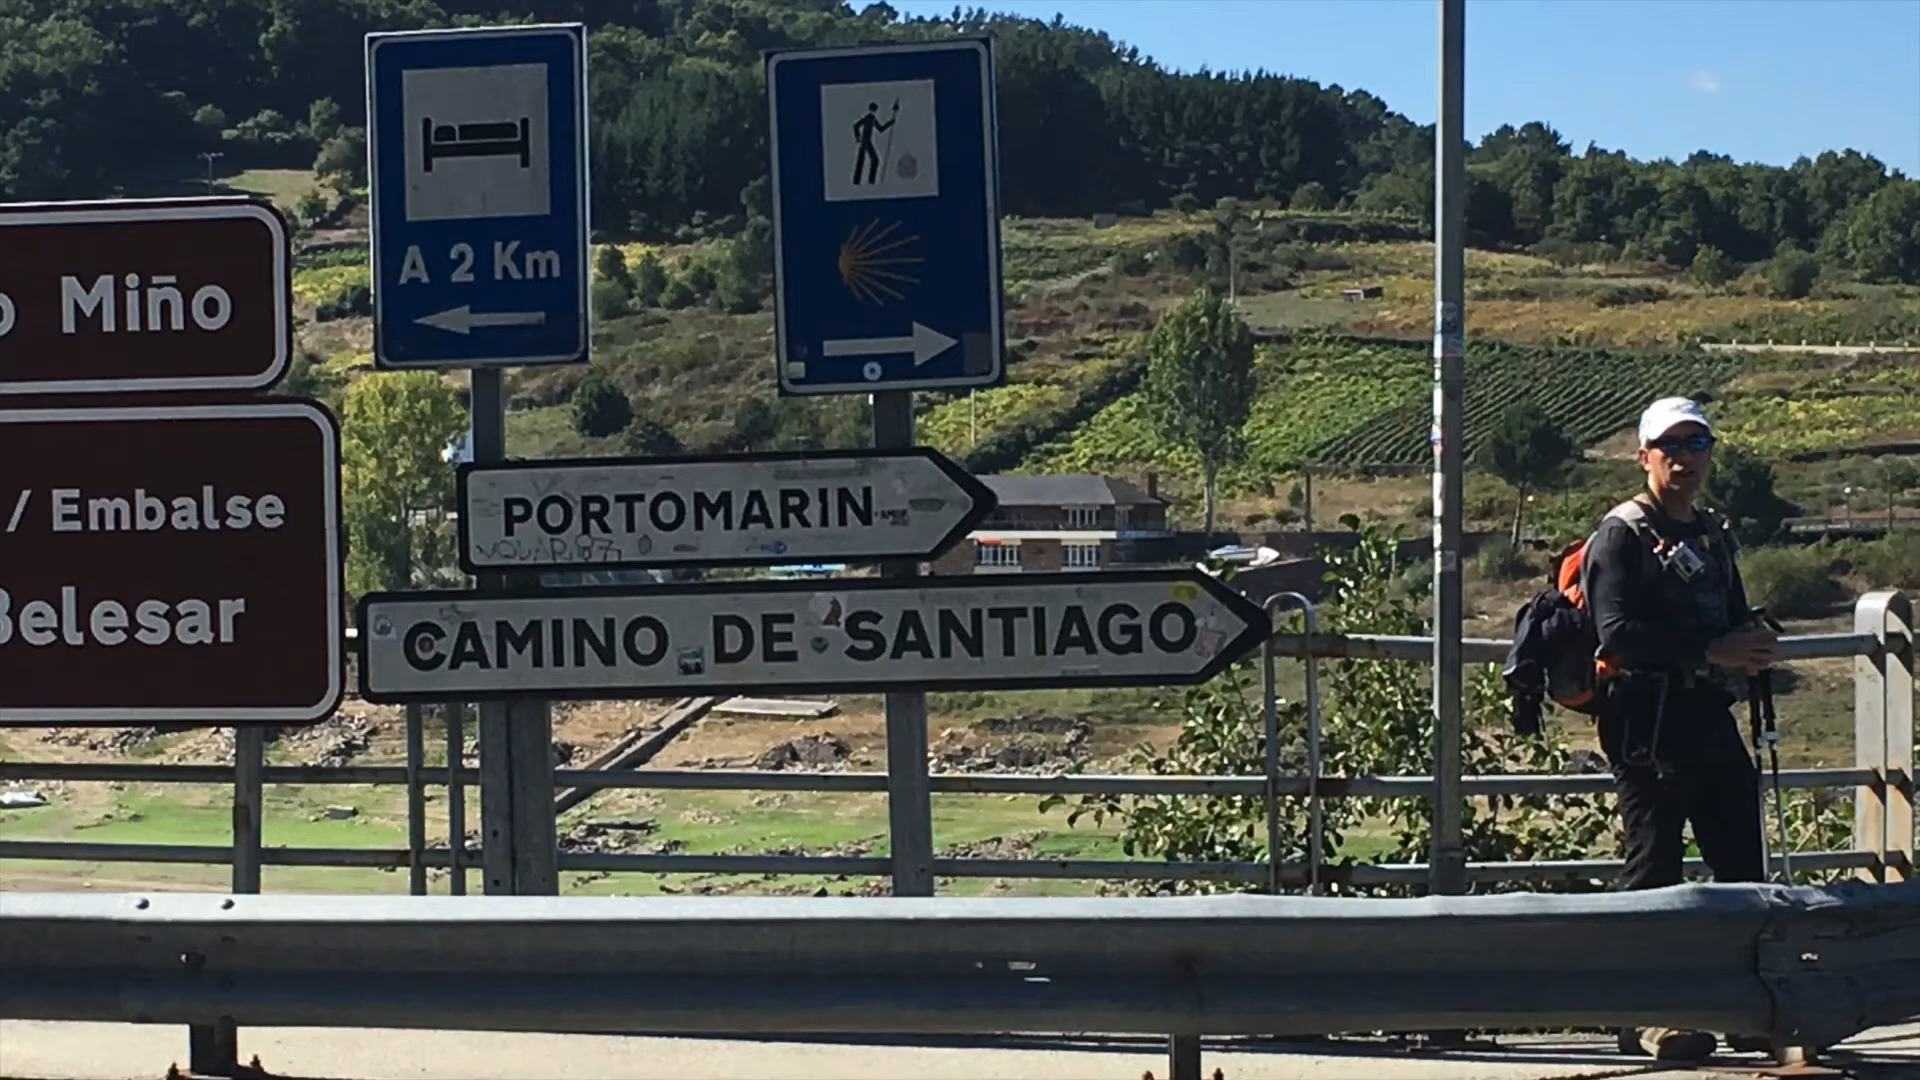 o Miño
/ Embalse
Belesar
A 2 Km
PORTOMARIN
CAMINO DE SANTIAGO